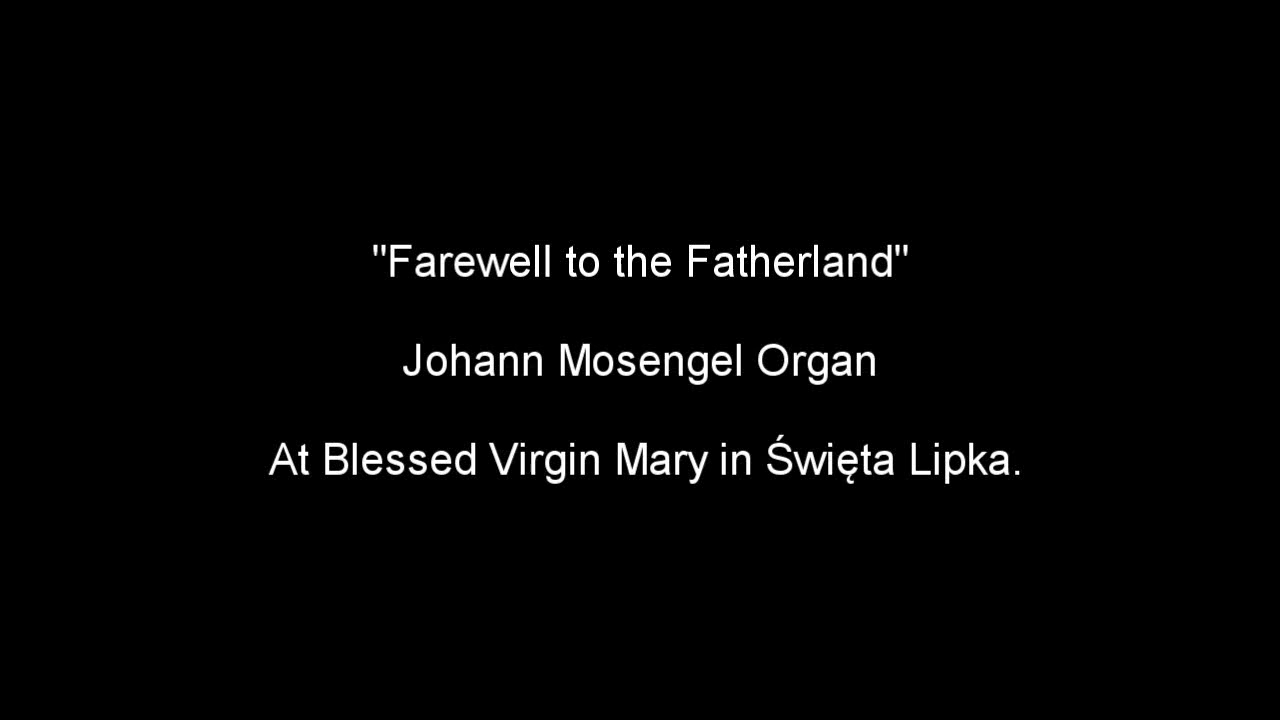 "Farewell to the Fatherland"
Johann Mosengel Organ
At Blessed Virgin Mary in Święta Lipka.